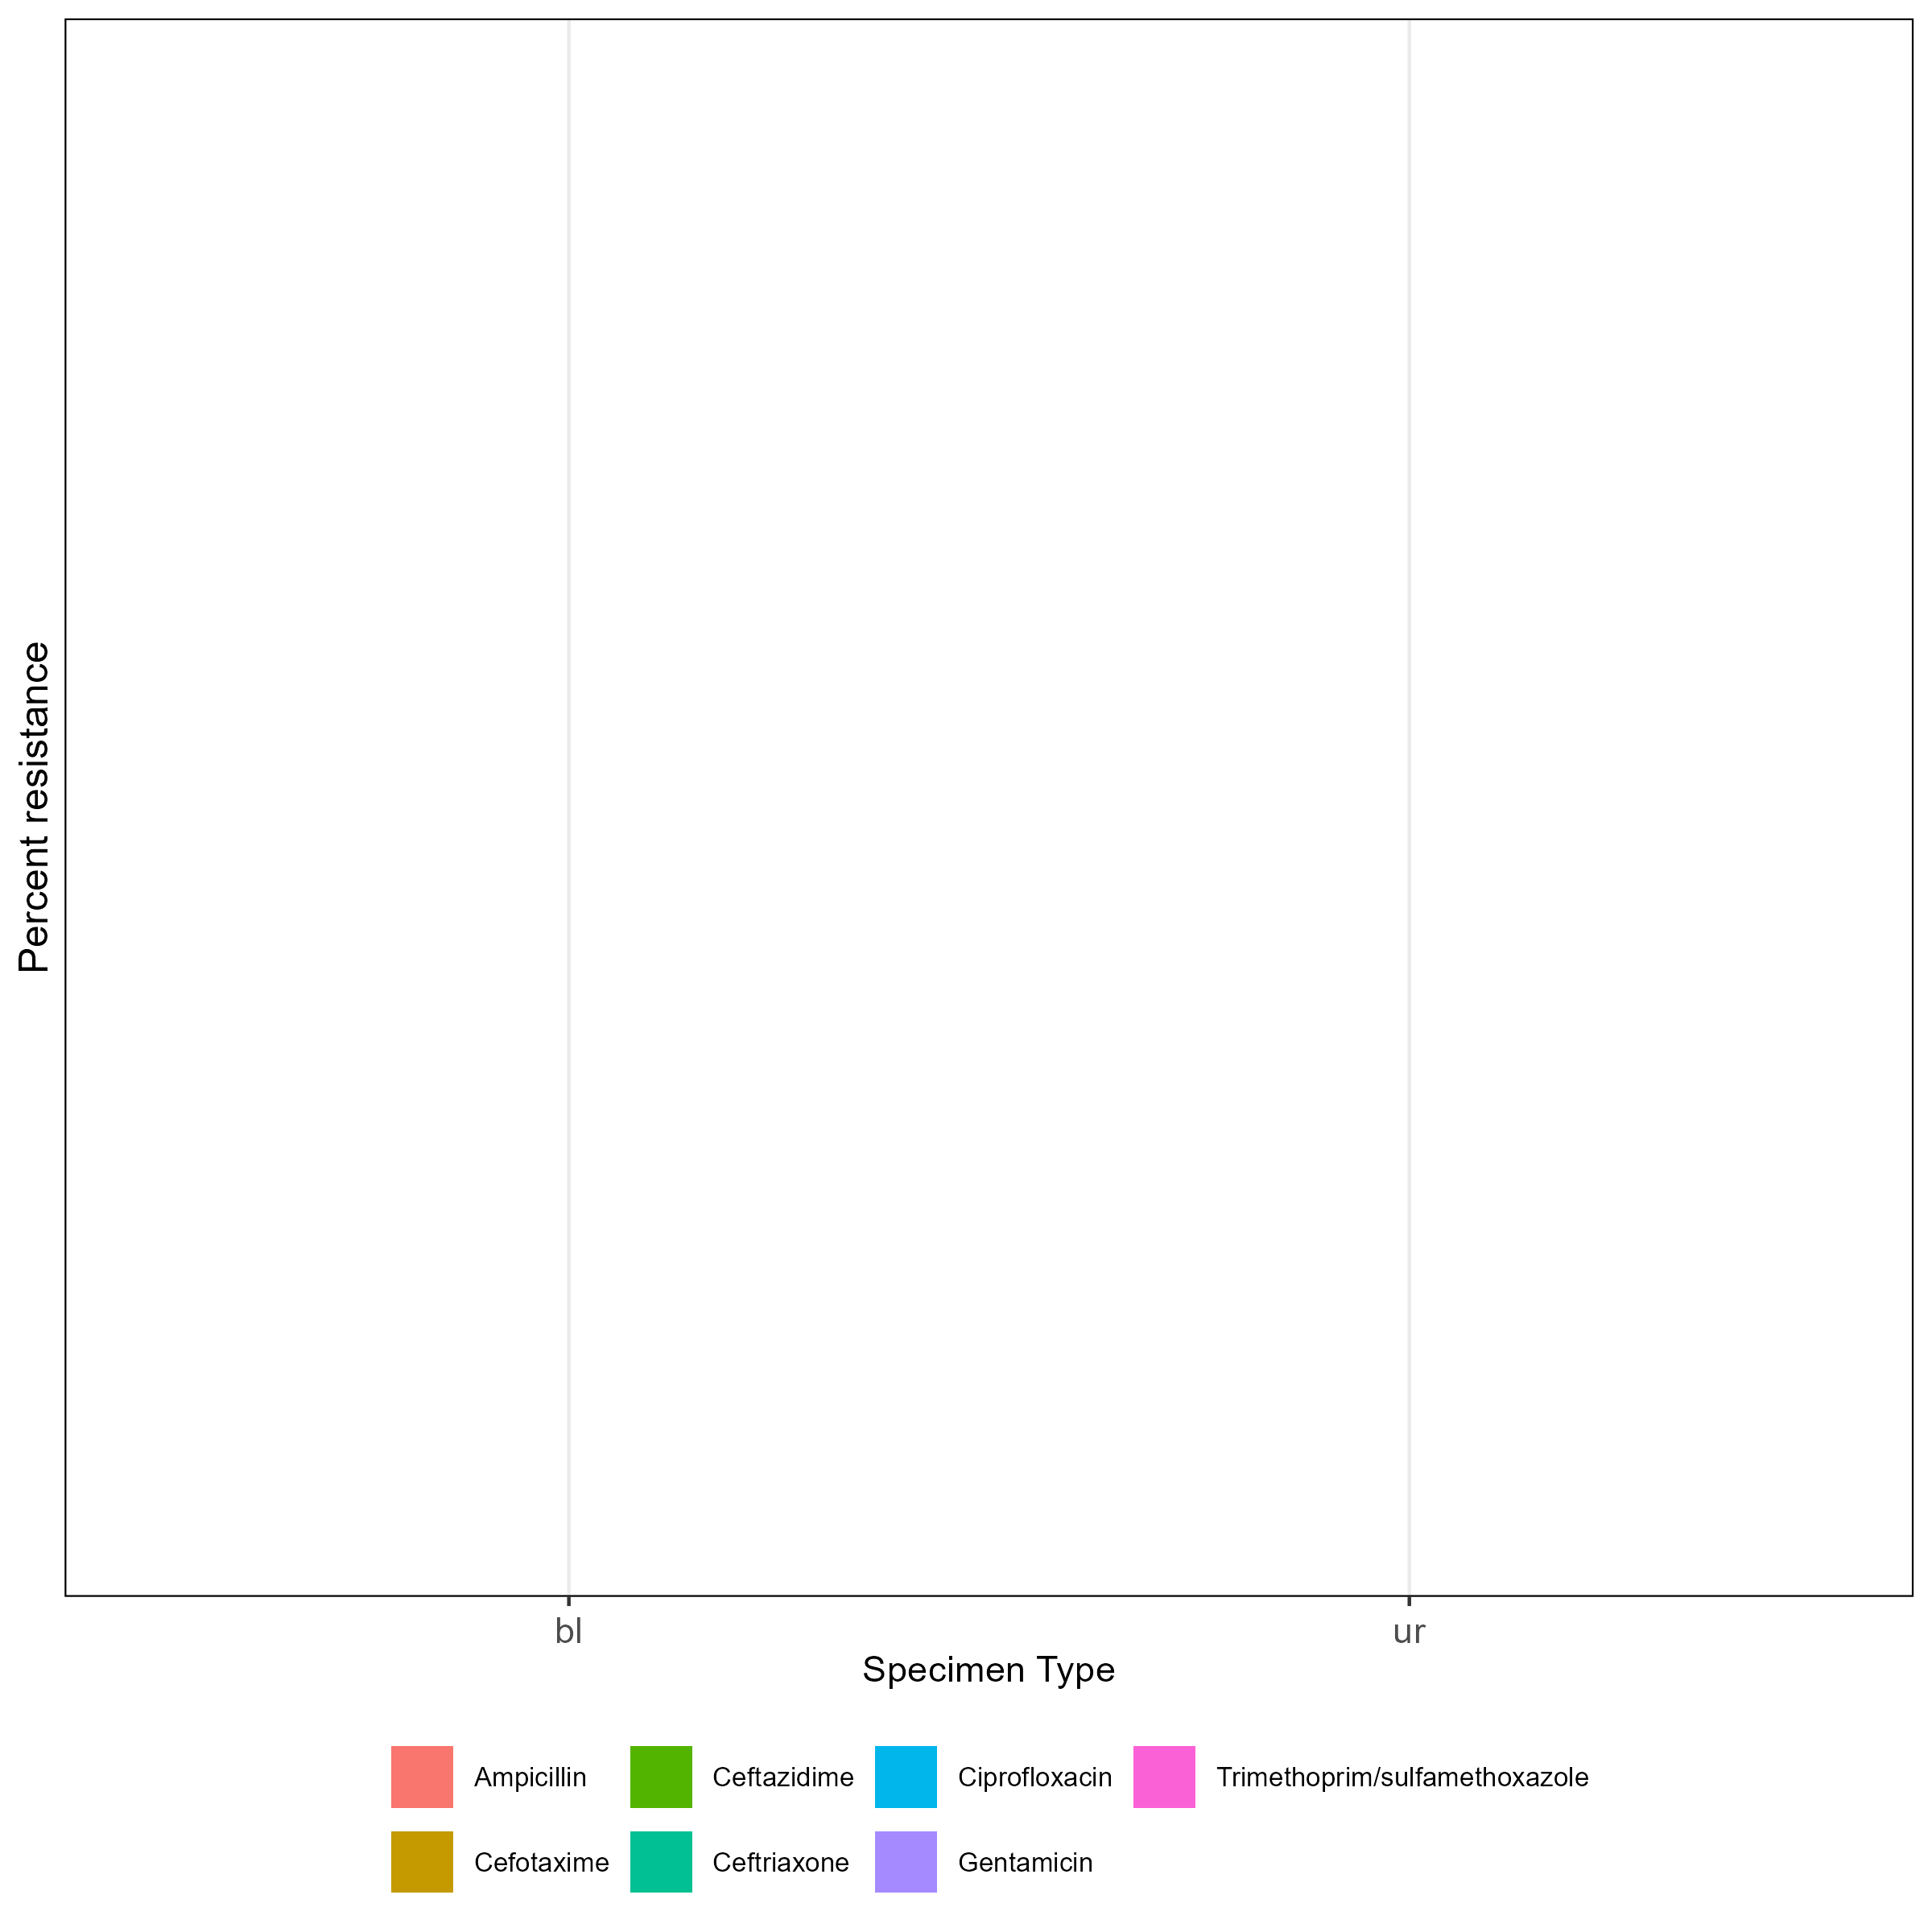 Percent resistance
bl
ur
Specimen Type
Ampicillin
Ceftazidime
Ciprofloxacin
Trimethoprim/sulfamethoxazole
Cefotaxime
Ceftriaxone
Gentamicin